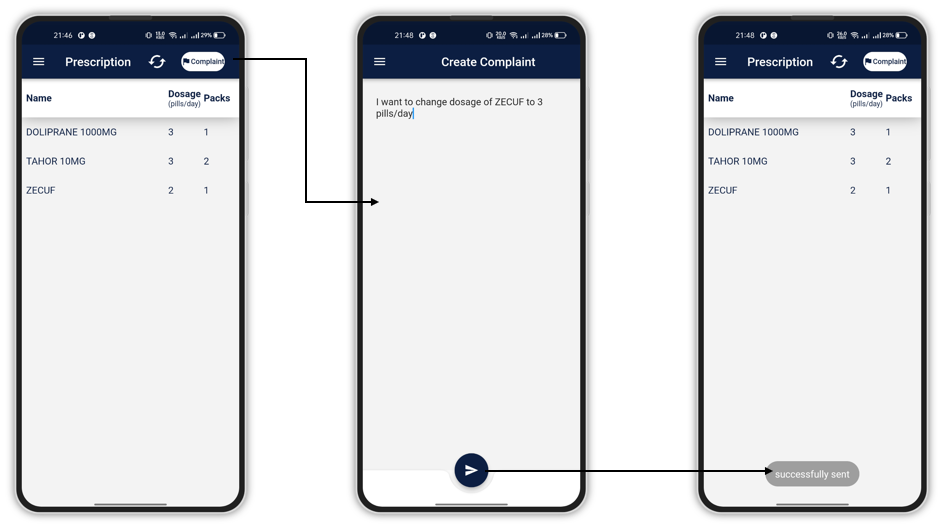 21:46 29%
Prescription Complaint
Name Dosage Packs
(pills/day)
DOLIPRANE 1000MG 3 1
TAHOR 10MG 3 2
ZECUF 2 1
21:48 28%
Create Complaint
I want to change dosage of ZECUF to 3
pills/day
21:48 28%
Prescription Complaint
Name Dosage Packs
(pills/day)
DOLIPRANE 1000MG 3 1
TAHOR 10MG 3 2
ZECUF 2 1
successfully sent